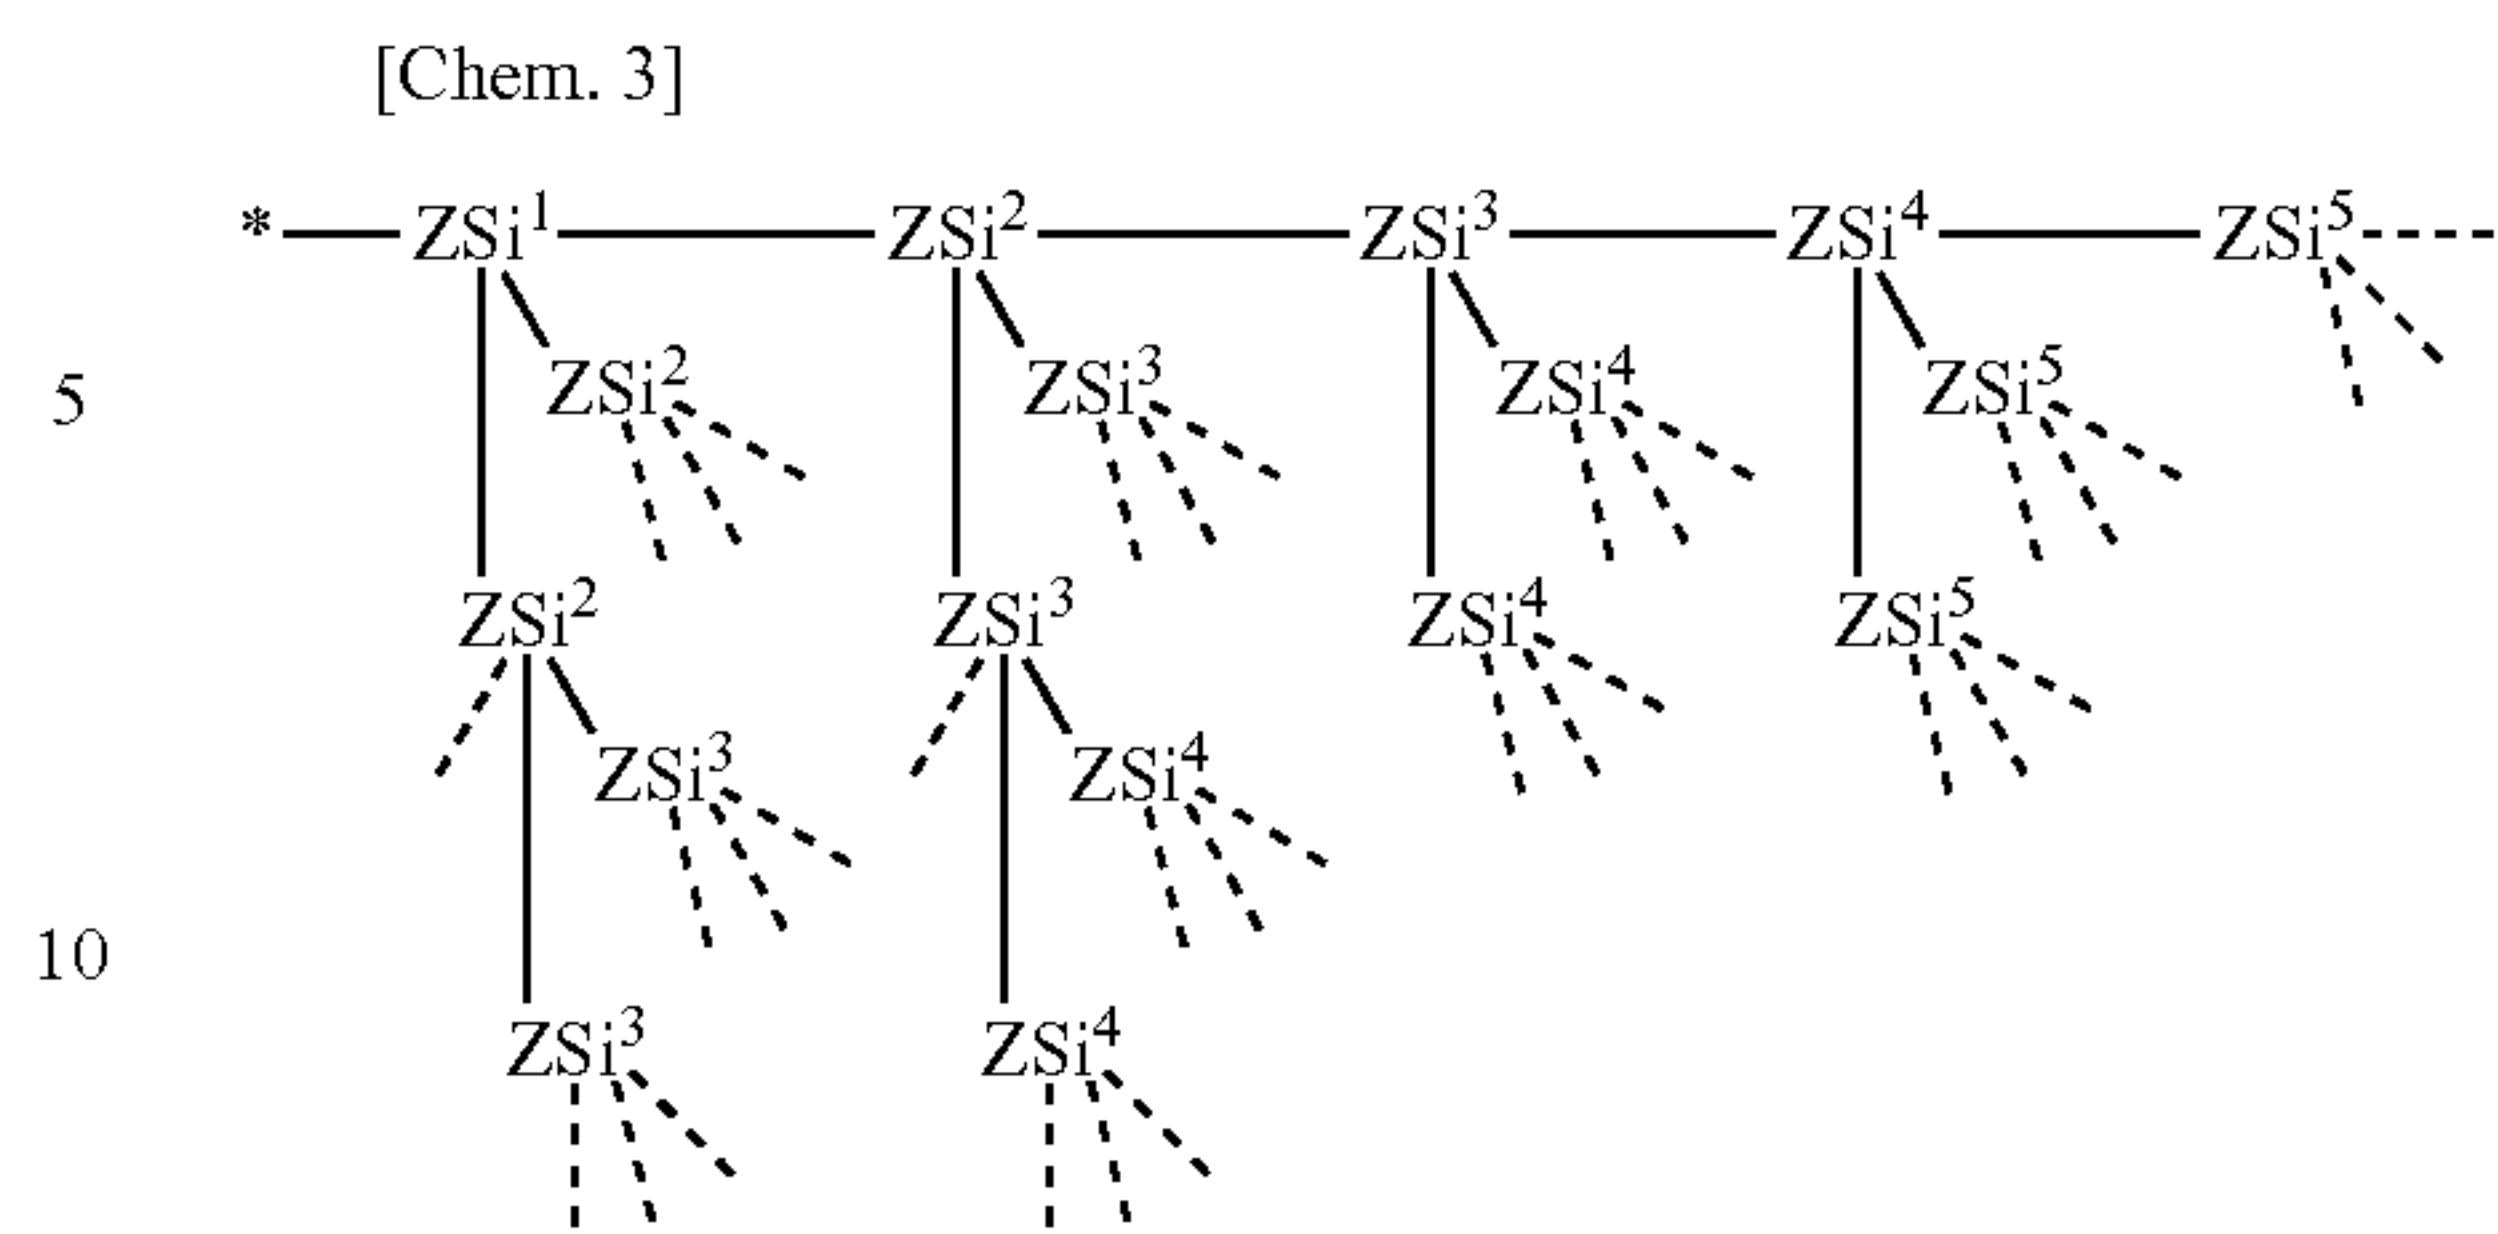 [Chem. 3]
* ZSi¹ ZSi² ZSi³ ZSi⁴ ZSi⁵
5 ZSi² ZSi³ ZSi⁴ ZSi⁵
ZSi² ZSi³ ZSi⁴ ZSi⁵
ZSi³ ZSi⁴
10
ZSi³ ZSi⁴